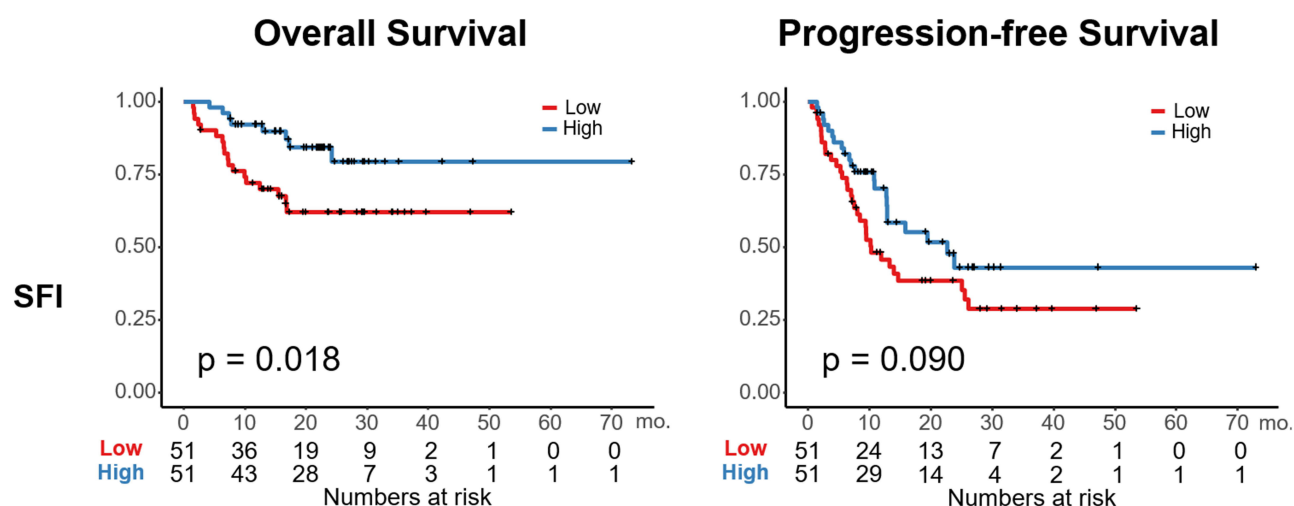 Overall Survival
Progression-free Survival
SFI
1.00
0.75
0.50
0.25
0.00
Low
High
p = 0.018
0 10 20 30 40 50 60 70 mo.
Low 51 36 19 9 2 1 0 0
High 51 43 28 7 3 1 1 1
Numbers at risk
1.00
0.75
0.50
0.25
0.00
Low
High
p = 0.090
0 10 20 30 40 50 60 70 mo.
Low 51 24 13 7 2 1 0 0
High 51 29 14 4 2 1 1 1
Numbers at risk